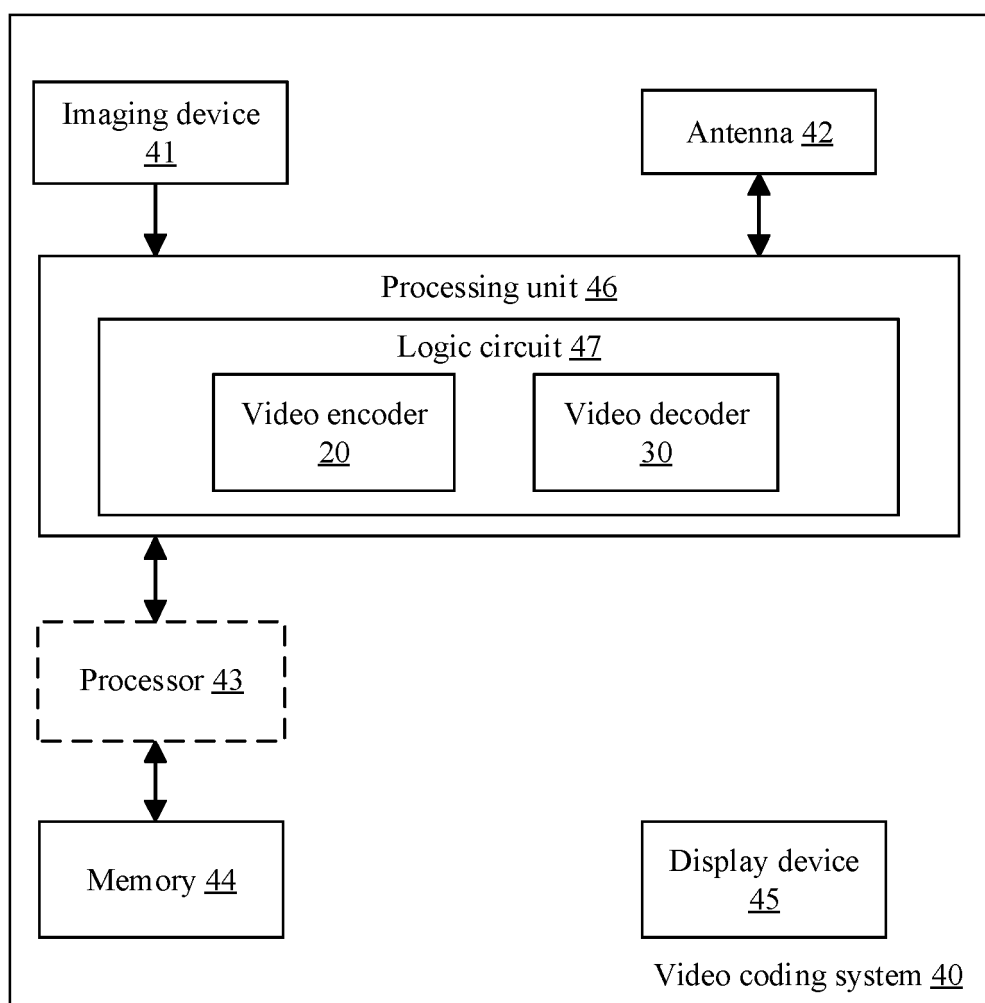 Imaging device
41
Antenna 42
Processing unit 46
Logic circuit 47
Video encoder
20
Video decoder
30
Processor 43
Memory 44
Display device
45
Video coding system 40